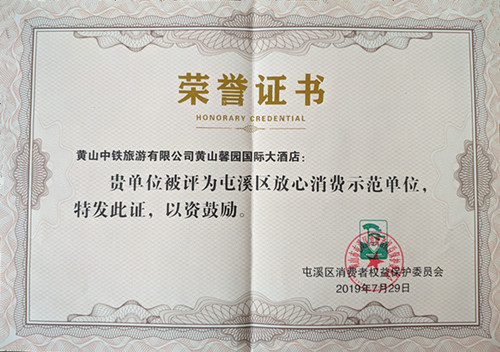 荣誉证书
HONORARY CREDENTIAL
黄山中铁旅游有限公司黄山馨园国际大酒店：
贵单位被评为屯溪区放心消费示范单位，
特发此证，以资鼓励。
屯溪区消费者权益保护委员会
2019年7月29日